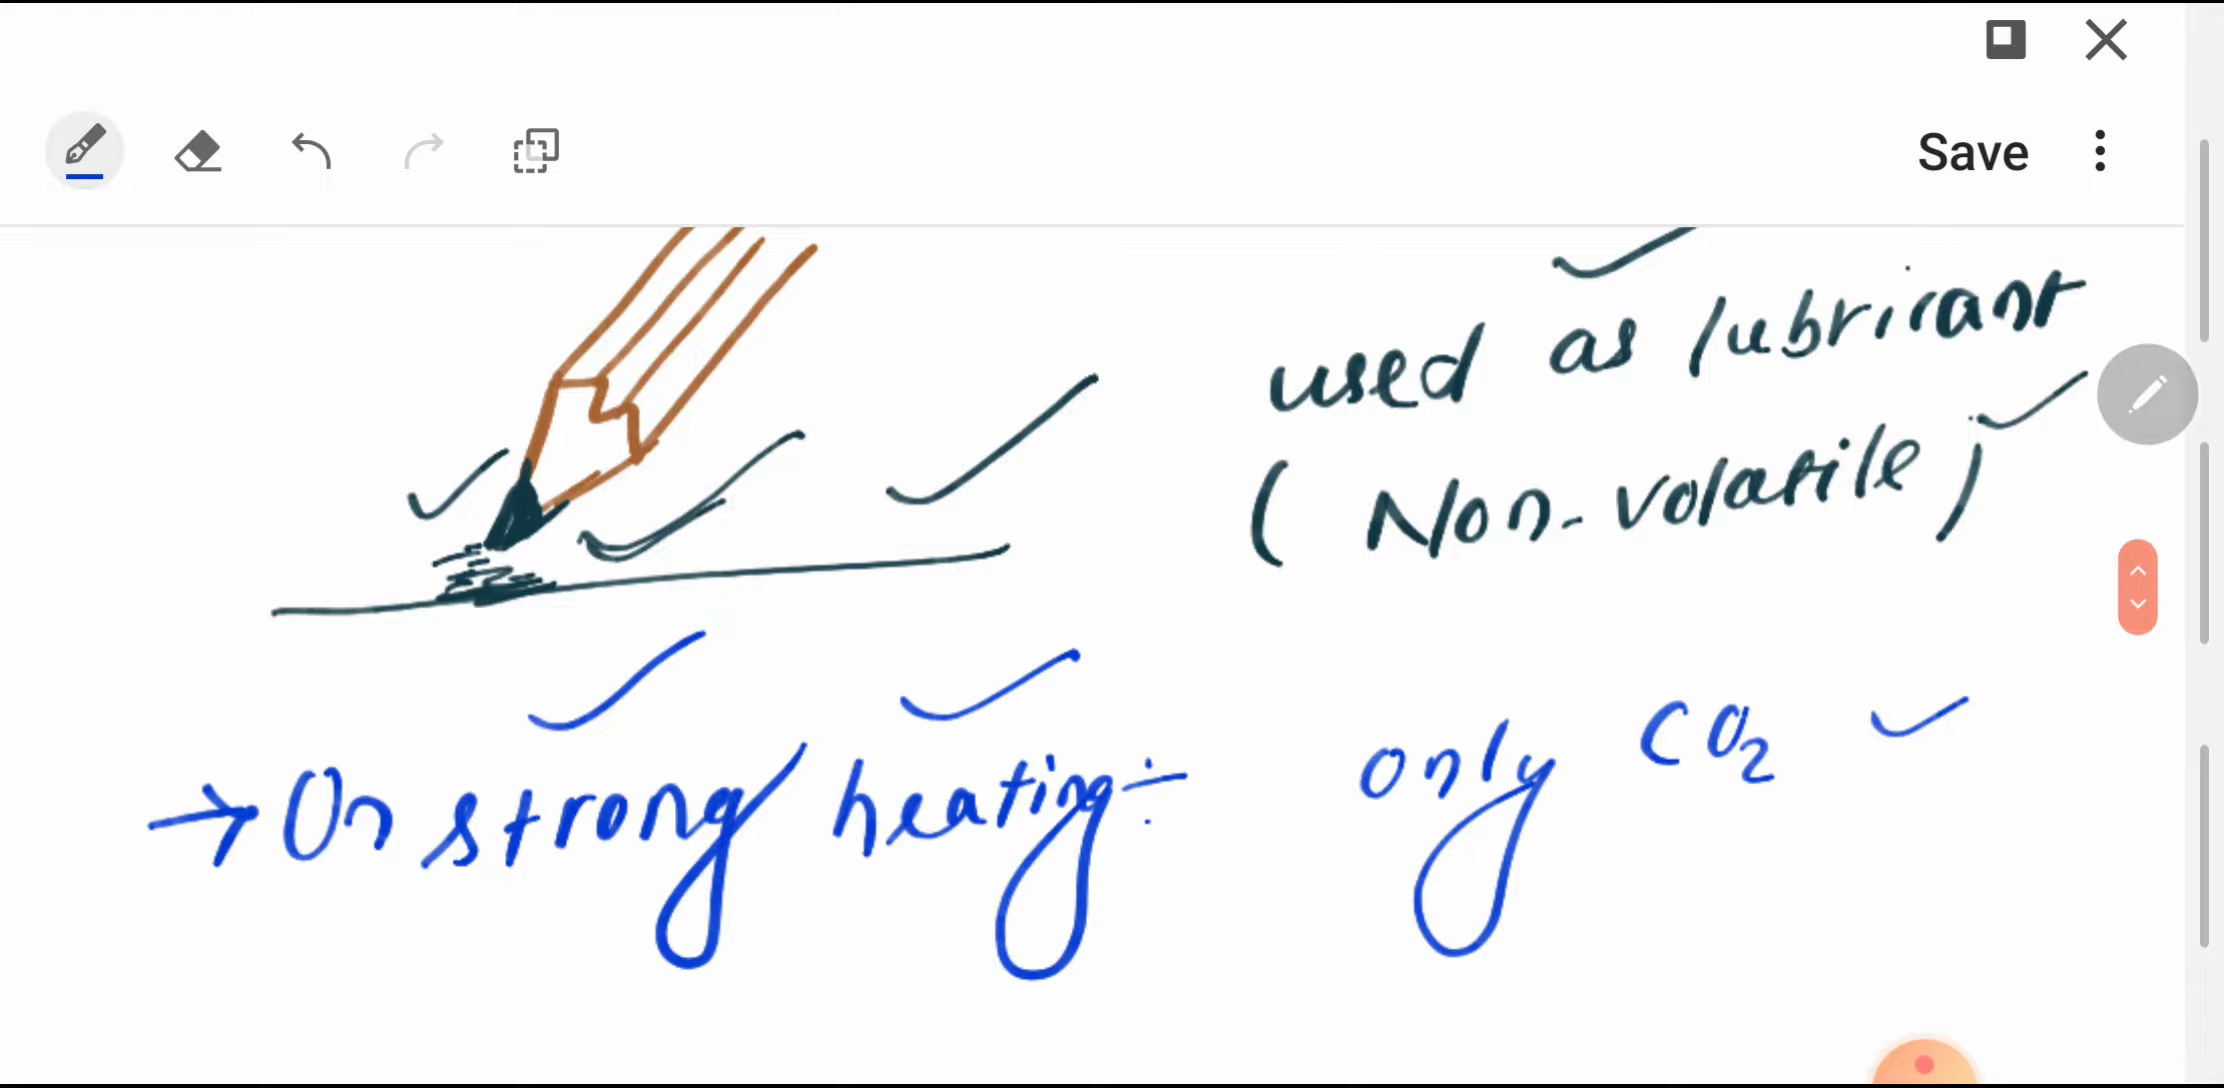 Save
used as lubricant
(Non-volatile)
→ On strong heating:- only CO₂